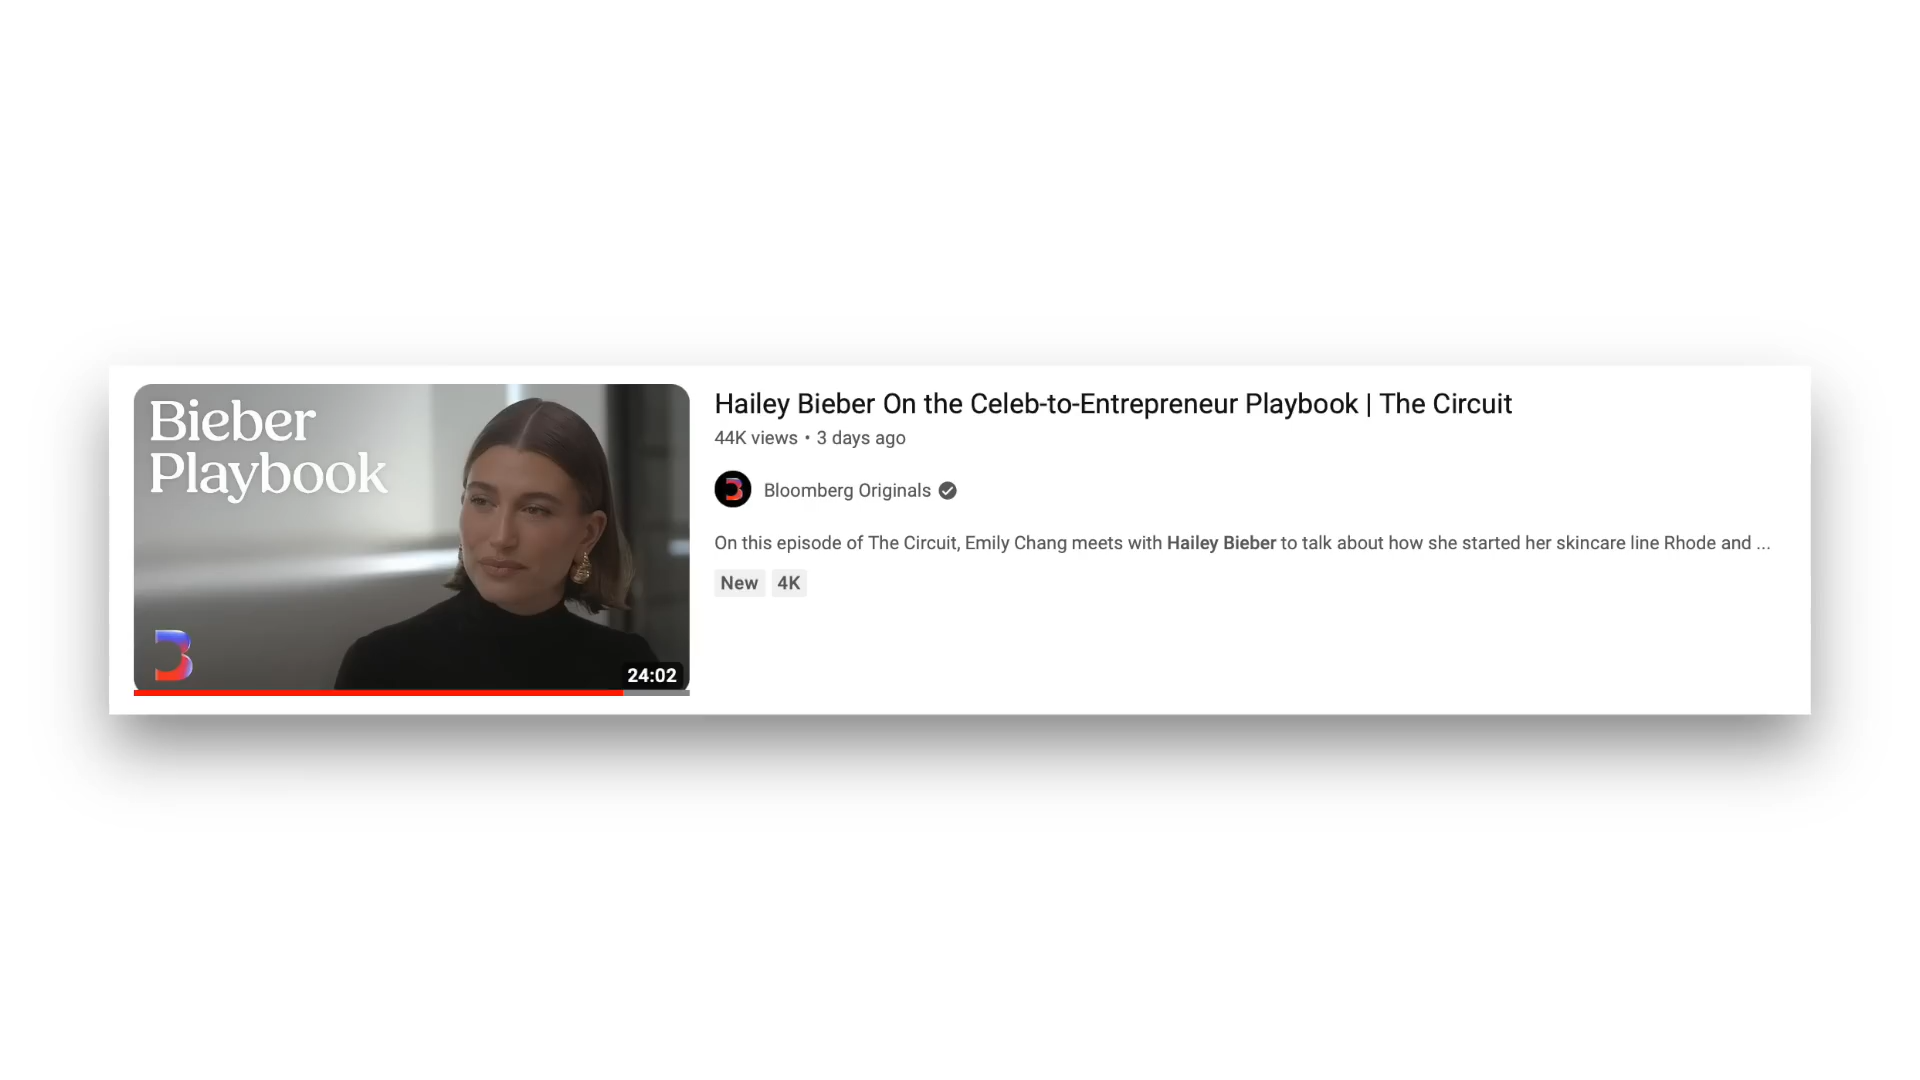 Bieber
Playbook
24:02
Hailey Bieber On the Celeb-to-Entrepreneur Playbook | The Circuit
44K views • 3 days ago
Bloomberg Originals
On this episode of The Circuit, Emily Chang meets with Hailey Bieber to talk about how she started her skincare line Rhode and ...
New 4K